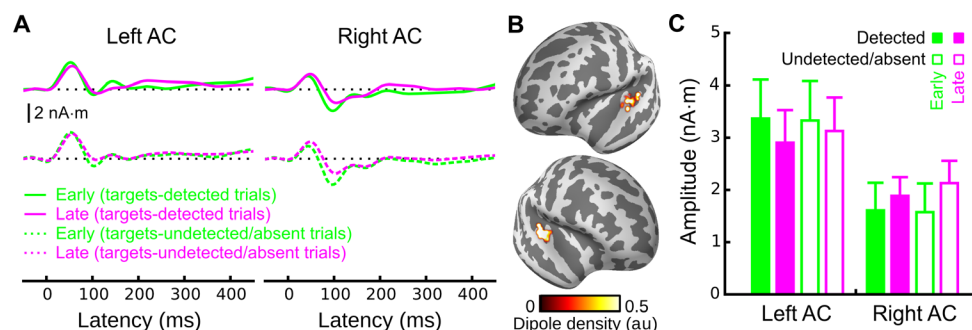 A
Left AC
Right AC
2 nA·m
Early (targets-detected trials)
Late (targets-detected trials)
Early (targets-undetected/absent trials)
Late (targets-undetected/absent trials)
0 100 200 300 400
0 100 200 300 400
Latency (ms)
Latency (ms)
B
0
0.5
Dipole density (au)
C
Detected
Undetected/absent
Early
Late
Amplitude (nA·m)
5
4
3
2
1
0
Left AC
Right AC